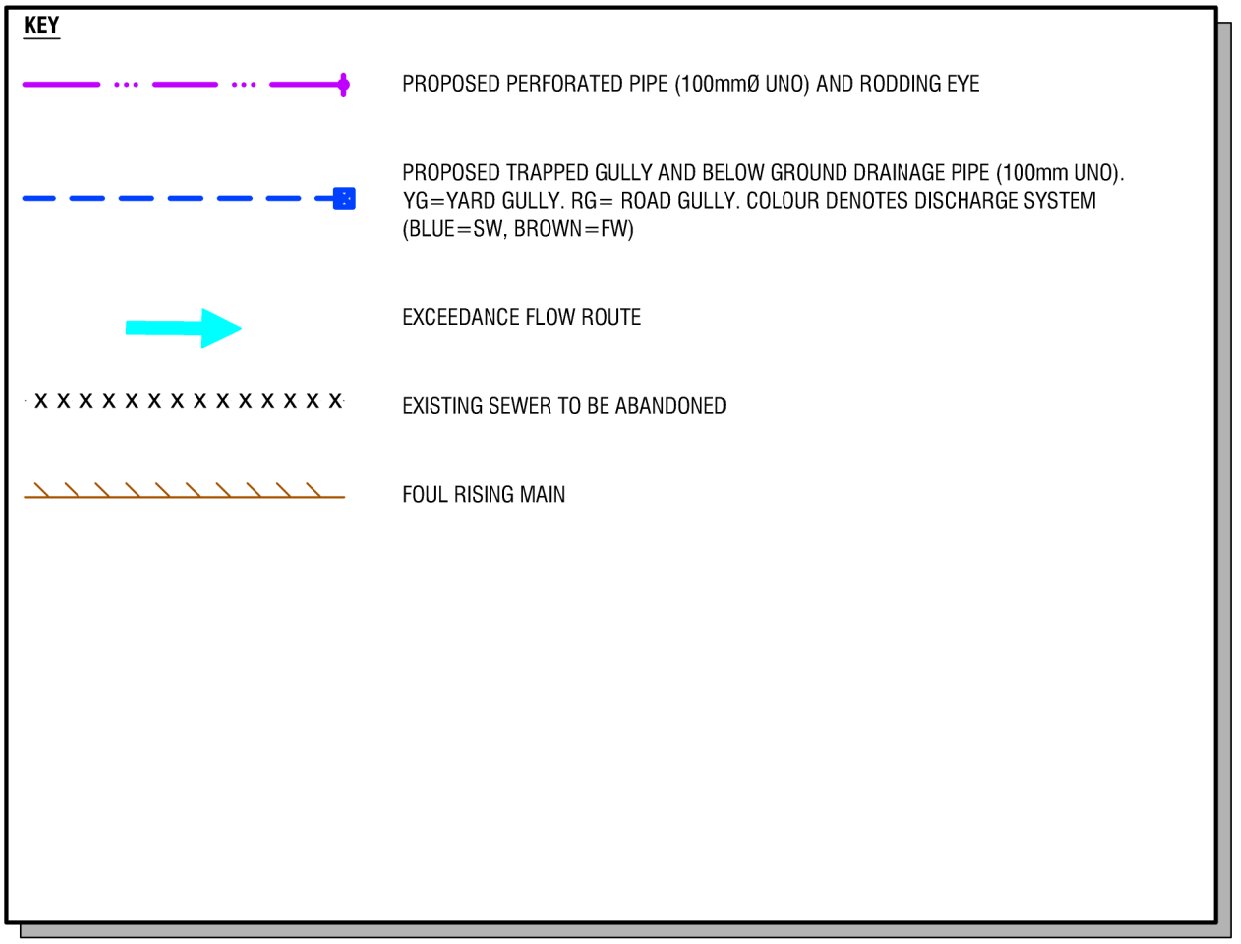 KEY
PROPOSED PERFORATED PIPE (100mmØ UNO) AND RODDING EYE
PROPOSED TRAPPED GULLY AND BELOW GROUND DRAINAGE PIPE (100mm UNO).
YG=YARD GULLY. RG= ROAD GULLY. COLOUR DENOTES DISCHARGE SYSTEM
(BLUE=SW, BROWN=FW)
EXCEEDANCE FLOW ROUTE
X X X X X X X X X X X X X X
EXISTING SEWER TO BE ABANDONED
FOUL RISING MAIN